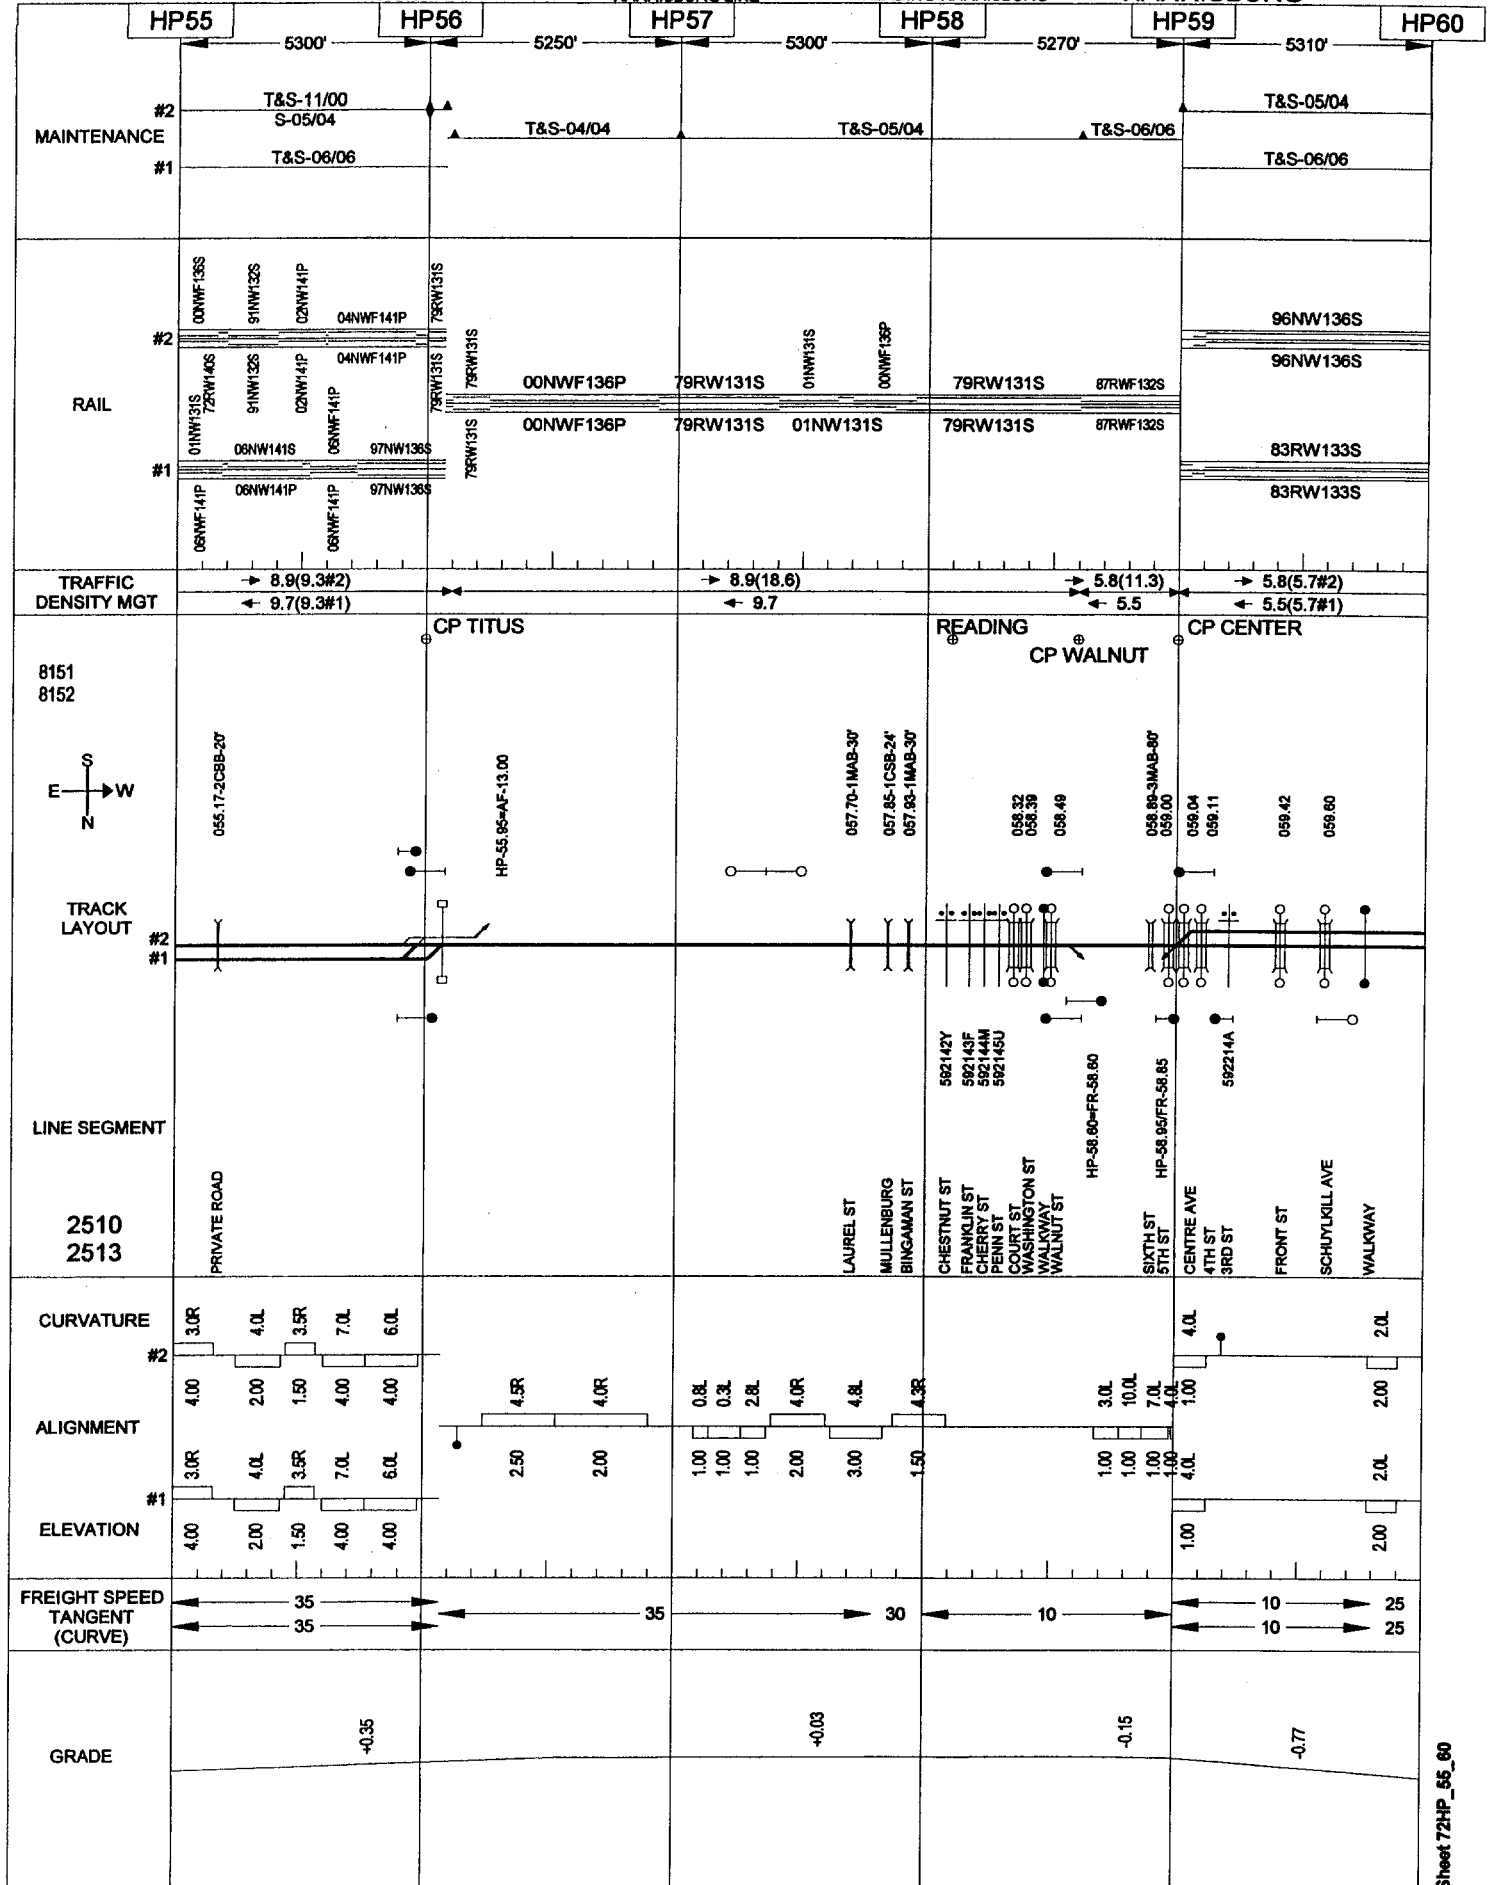 HP55 HP56 HP57 HP58 HP59 HP60
5300' 5250' 5300' 5270' 5310'
MAINTENANCE
#2 T&S-11/00 T&S-05/04
S-05/04
T&S-04/04 T&S-05/04 T&S-06/06
#1 T&S-06/06 T&S-06/06
RAIL
00NWF136S 91NW132S 02NW141P 04NWF141P 79RW131S
#2
72RW140S 91NW132S 02NW141P 04NWF141P 79RW131S
96NW136S
96NW136S
79RW131S 00NWF136P 79RW131S 01NW131S 00NWF136P 79RW131S 87RWF132S
79RW131S 00NWF136P 79RW131S 01NW131S 79RW131S 87RWF132S
01NW131S 06NW141S 06NWF141P 97NW136S
#1
06NWF141P 06NW141P 06NWF141P 97NW136S
83RW133S
83RW133S
TRAFFIC DENSITY MGT
8.9(9.3#2) 8.9(18.6) 5.8(11.3) 5.8(5.7#2)
9.7(9.3#1) 9.7 5.5 5.5(5.7#1)
CP TITUS READING CP WALNUT CP CENTER
8151
8152
S
E W
N
055.17-2CBB-20' HP-55.95=AF-13.00 057.70-1MAB-30' 057.85-1CSB-24' 057.93-1MAB-30' 058.32 058.39 058.49 058.89-3MAB-80' 059.00 059.04 059.11 059.42 059.60
TRACK
LAYOUT
#2
#1
592142Y 592143F 592144M 592145U HP-58.60=FR-58.60 HP-58.95/FR-58.85 592214A
LINE SEGMENT
2510
2513
PRIVATE ROAD
LAUREL ST
MULLENBURG
BINGAMAN ST
CHESTNUT ST
FRANKLIN ST
CHERRY ST
PENN ST
COURT ST
WASHINGTON ST
WALKWAY
WALNUT ST
SIXTH ST
5TH ST
CENTRE AVE
4TH ST
3RD ST
FRONT ST
SCHUYLKILL AVE
WALKWAY
CURVATURE
3.0R 4.0L 3.5R 7.0L 6.0L 4.0L 2.0L
#2
4.00 2.00 1.50 4.00 4.00 1.00 2.00
ALIGNMENT
4.5R 4.0R 0.8L 0.3L 2.8L 4.0R 4.8L 4.3R 3.0L 10.0L 7.0L 4.0L
2.50 2.00 1.00 1.00 1.00 2.00 3.00 1.50 1.00 1.00 1.00 1.00
3.0R 4.0L 3.5R 7.0L 6.0L 4.0L 2.0L
#1
ELEVATION
4.00 2.00 1.50 4.00 4.00 1.00 2.00
FREIGHT SPEED
TANGENT
(CURVE)
35 10 25
35 30 10
35 10 25
GRADE
+0.35 +0.03 -0.15 -0.77
Sheet 72HP_55_60